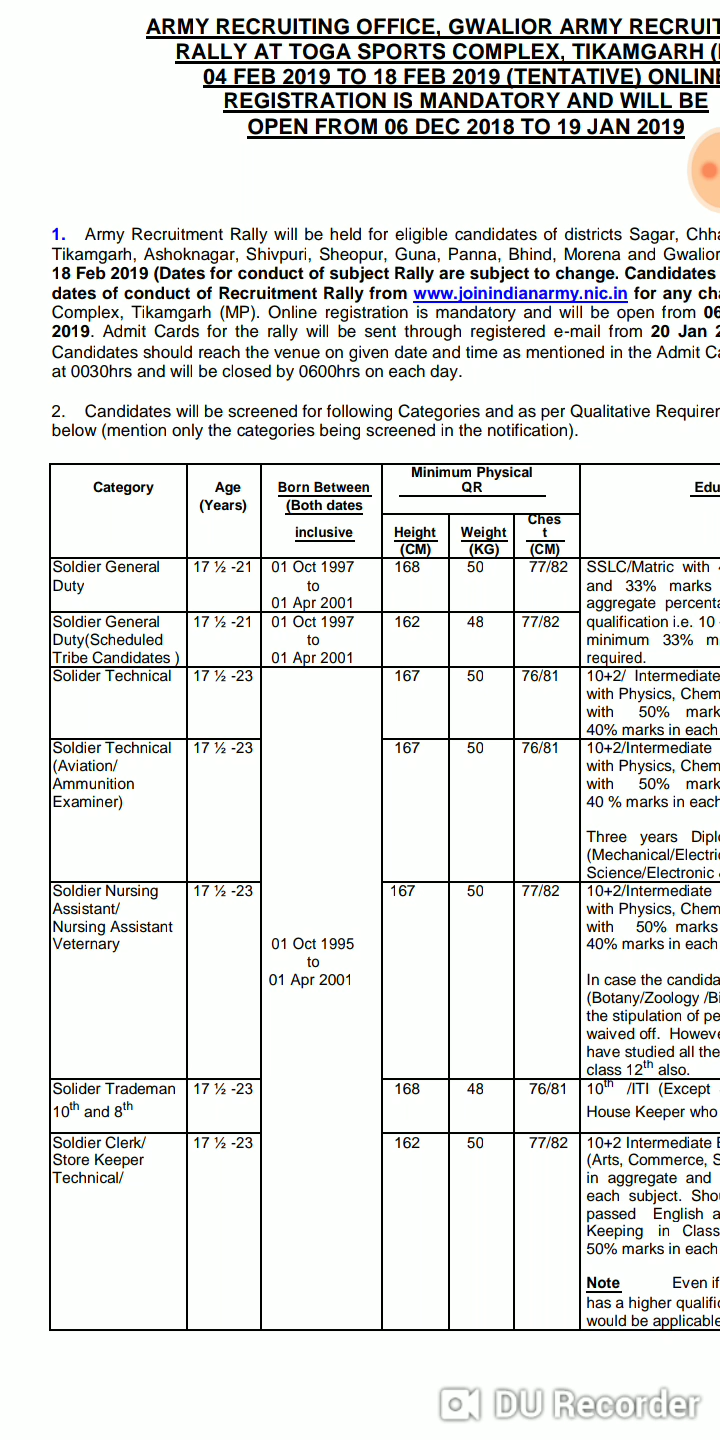 ARMY RECRUITING OFFICE, GWALIOR ARMY RECRUIT
RALLY AT TOGA SPORTS COMPLEX, TIKAMGARH (
04 FEB 2019 TO 18 FEB 2019 (TENTATIVE) ONLINE
REGISTRATION IS MANDATORY AND WILL BE
OPEN FROM 06 DEC 2018 TO 19 JAN 2019
1. Army Recruitment Rally will be held for eligible candidates of districts Sagar, Chha
Tikamgarh, Ashoknagar, Shivpuri, Sheopur, Guna, Panna, Bhind, Morena and Gwalior
18 Feb 2019 (Dates for conduct of subject Rally are subject to change. Candidates
dates of conduct of Recruitment Rally from www.joinindianarmy.nic.in for any cha
Complex, Tikamgarh (MP). Online registration is mandatory and will be open from 06
2019. Admit Cards for the rally will be sent through registered e-mail from 20 Jan 2
Candidates should reach the venue on given date and time as mentioned in the Admit Ca
at 0030hrs and will be closed by 0600hrs on each day.
2. Candidates will be screened for following Categories and as per Qualitative Requirer
below (mention only the categories being screened in the notification).
Category Age (Years) Born Between (Both dates inclusive Minimum Physical QR Edu
Height (CM) Weight (KG) Ches t (CM)
Soldier General 17 ½ -21 01 Oct 1997 168 50 77/82 SSLC/Matric with
Duty to and 33% marks
01 Apr 2001 aggregate percenta
Soldier General 17 ½ -21 01 Oct 1997 162 48 77/82 qualification i.e. 10
Duty(Scheduled to minimum 33% m
Tribe Candidates ) 01 Apr 2001 required.
Solider Technical 17 ½ -23 167 50 76/81 10+2/ Intermediate
with Physics, Chem
with 50% mark
40% marks in each
Soldier Technical 17 ½ -23 167 50 76/81 10+2/Intermediate
(Aviation/ with Physics, Chem
Ammunition with 50% mark
Examiner) 40 % marks in each
Three years Diplo
(Mechanical/Electric
Science/Electronic
Soldier Nursing 17 ½ -23 167 50 77/82 10+2/Intermediate
Assistant/ with Physics, Chem
Nursing Assistant with 50% marks
Veternary 01 Oct 1995 40% marks in each
to
01 Apr 2001 In case the candida
(Botany/Zoology /Bi
the stipulation of pe
waived off. Howeve
have studied all the
class 12th also.
Solider Trademan 17 ½ -23 168 48 76/81 10th /ITI (Except
10th and 8th House Keeper who
Soldier Clerk/ 17 ½ -23 162 50 77/82 10+2 Intermediate E
Store Keeper (Arts, Commerce, S
Technical/ in aggregate and
each subject. Shou
passed English a
Keeping in Class
50% marks in each
Note Even if
has a higher qualific
would be applicable
DU Recorder